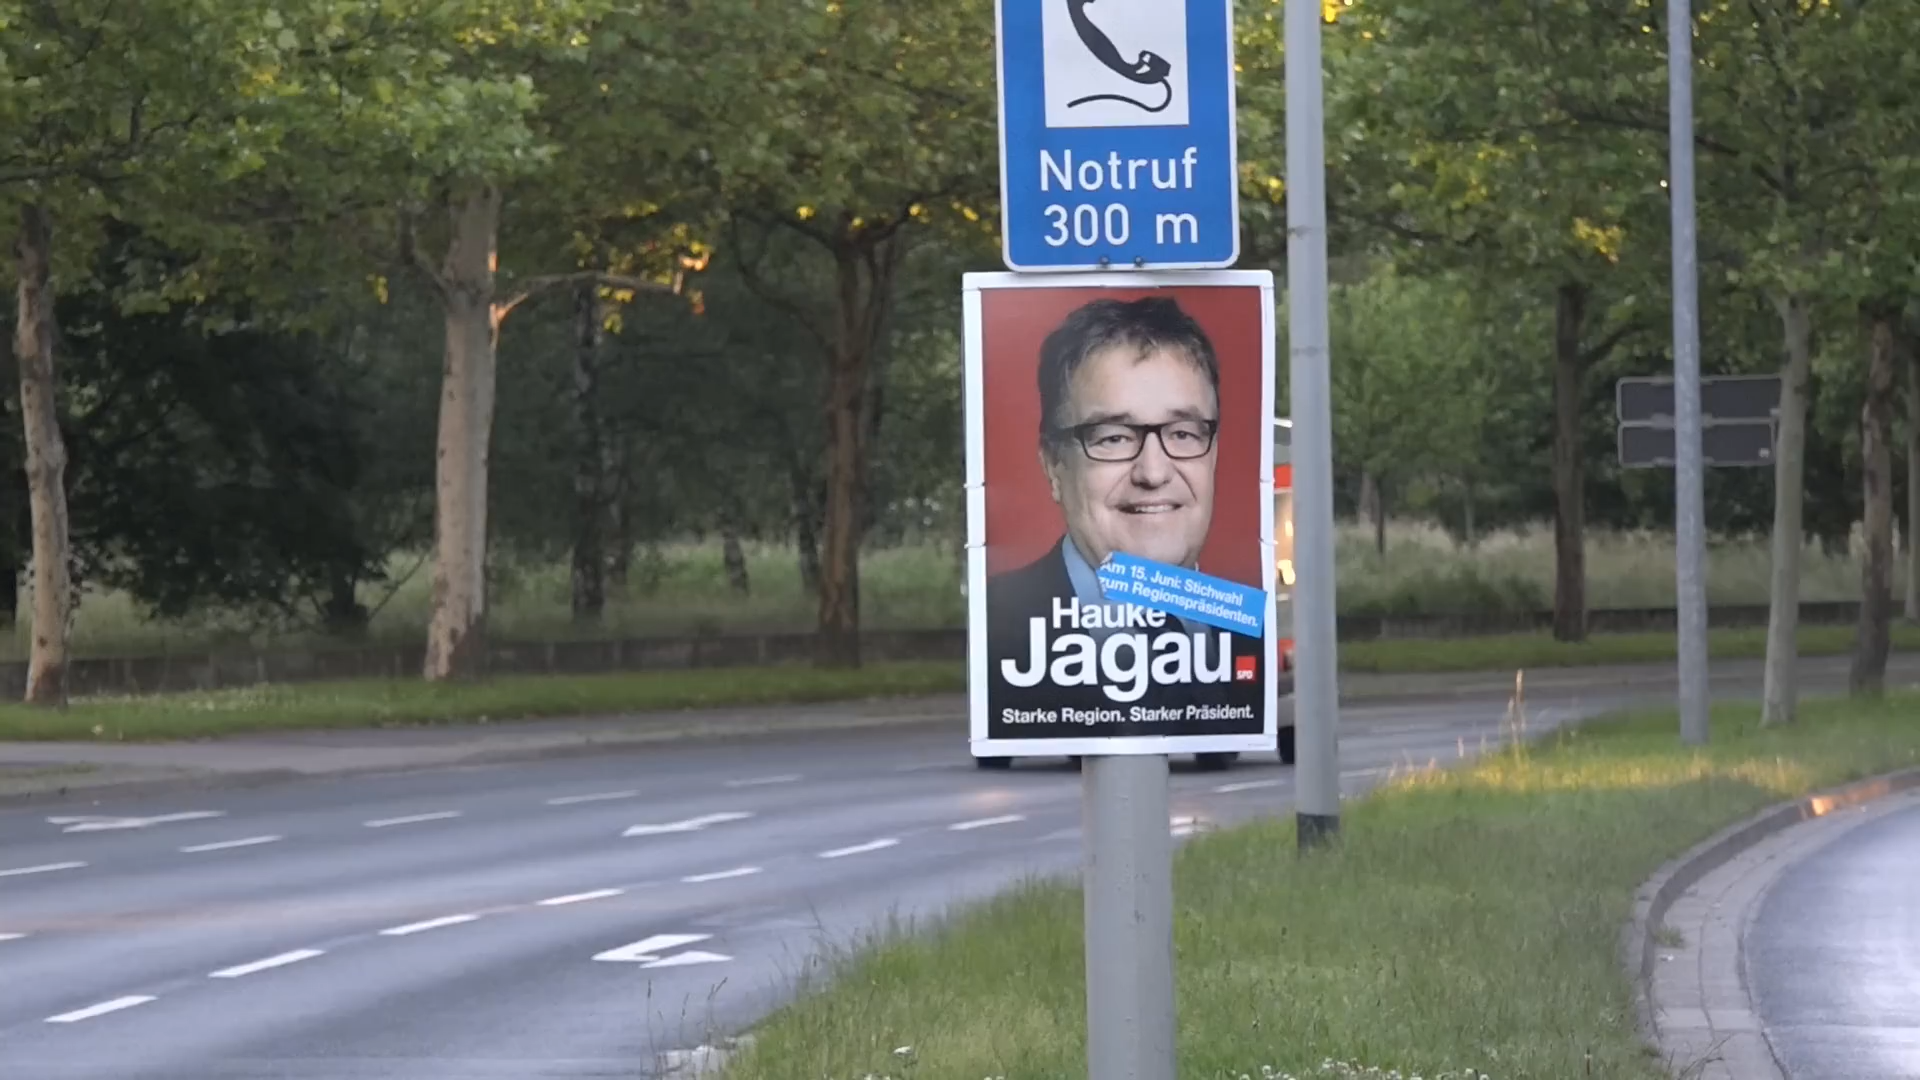 Notruf
300 m
Am 15. Juni: Stichwahl
zum Regionspräsidenten.
Hauke
Jagau
SPD
Starke Region. Starker Präsident.